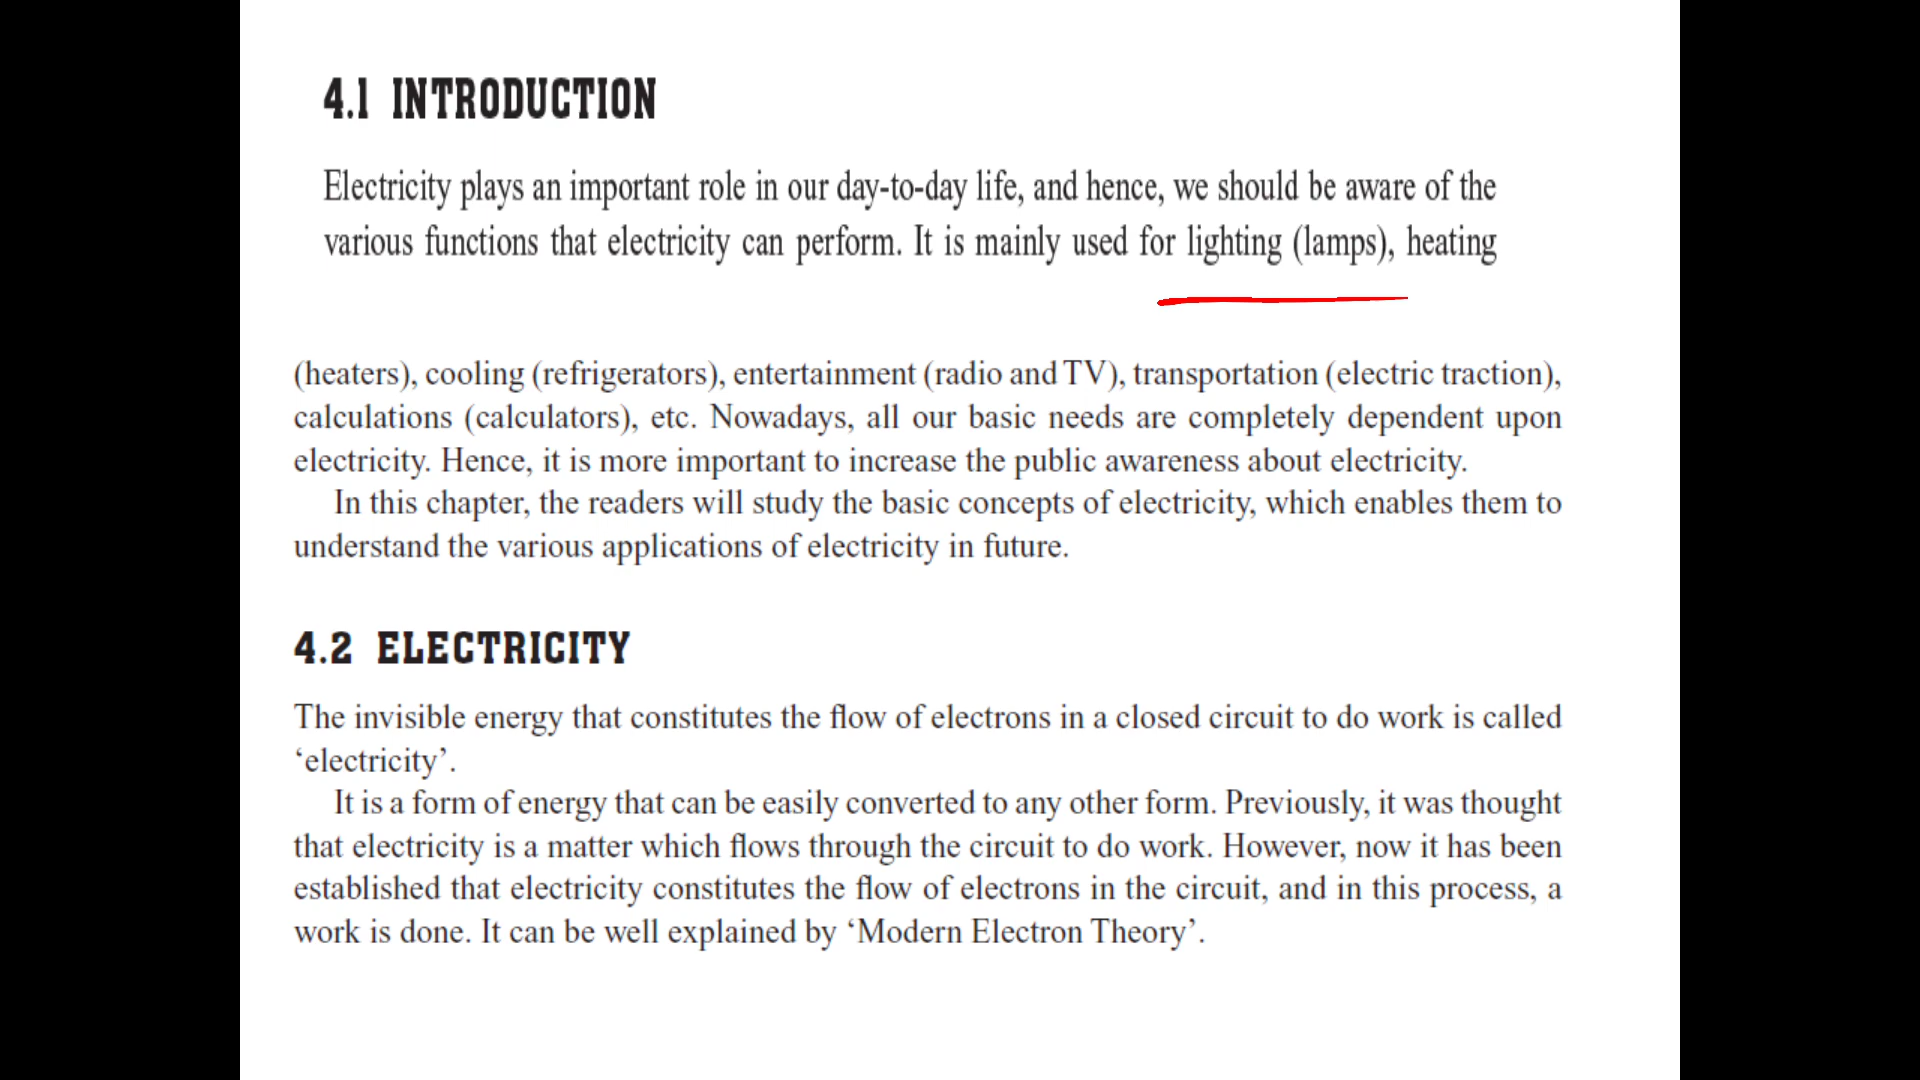 4.1 INTRODUCTION
Electricity plays an important role in our day-to-day life, and hence, we should be aware of the
various functions that electricity can perform. It is mainly used for lighting (lamps), heating
(heaters), cooling (refrigerators), entertainment (radio and TV), transportation (electric traction),
calculations (calculators), etc. Nowadays, all our basic needs are completely dependent upon
electricity. Hence, it is more important to increase the public awareness about electricity.
In this chapter, the readers will study the basic concepts of electricity, which enables them to
understand the various applications of electricity in future.
4.2 ELECTRICITY
The invisible energy that constitutes the flow of electrons in a closed circuit to do work is called
‘electricity’.
It is a form of energy that can be easily converted to any other form. Previously, it was thought
that electricity is a matter which flows through the circuit to do work. However, now it has been
established that electricity constitutes the flow of electrons in the circuit, and in this process, a
work is done. It can be well explained by ‘Modern Electron Theory’.